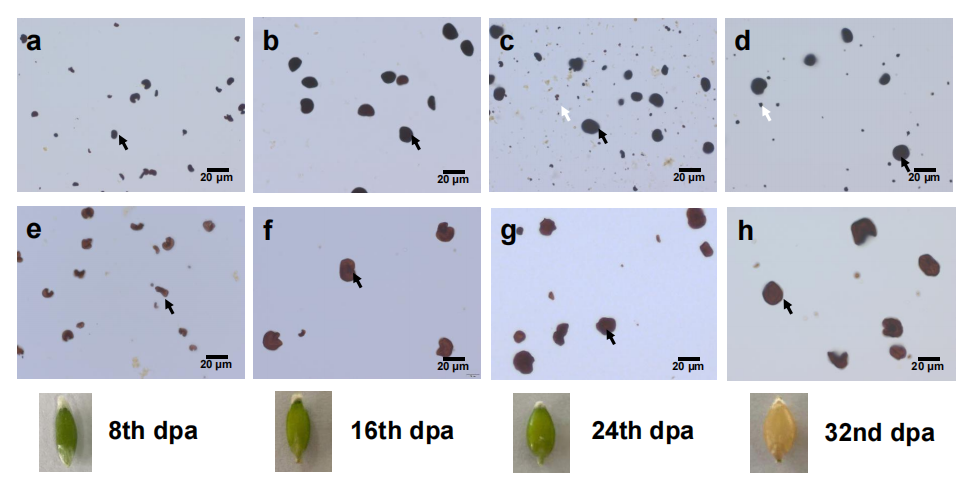 a b c d
20 µm 20 µm 20 µm 20 µm
e f g h
20 µm 20 µm 20 µm 20 µm
8th dpa 16th dpa 24th dpa 32nd dpa